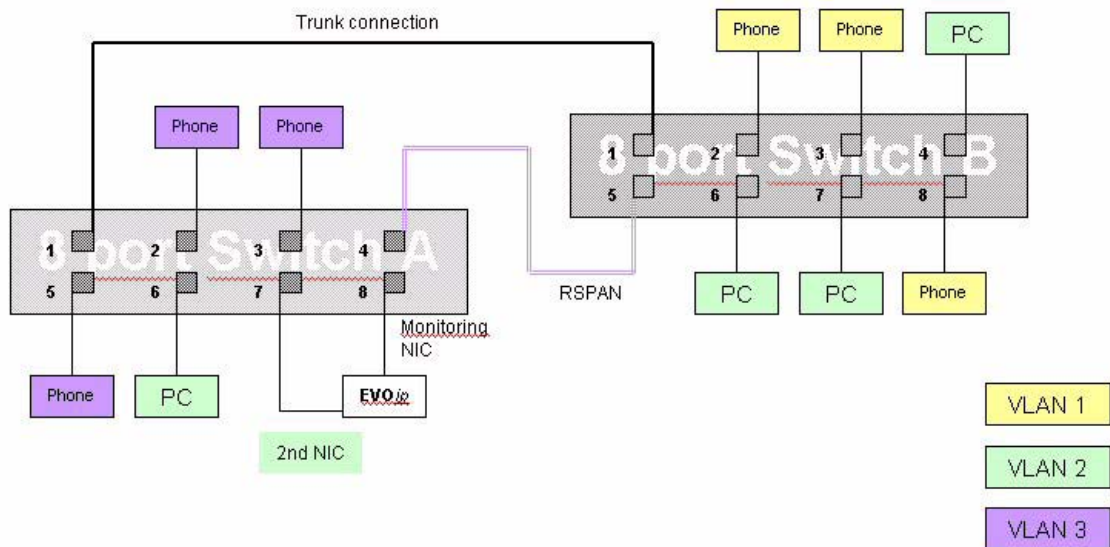 Trunk connection
Phone
Phone
PC
Phone
Phone
8 port Switch B
1
2
3
4
5
6
7
8
8 port Switch A
1
2
3
4
5
6
7
8
RSPAN
PC
PC
Phone
Monitoring
NIC
Phone
PC
EVOip
2nd NIC
VLAN 1
VLAN 2
VLAN 3